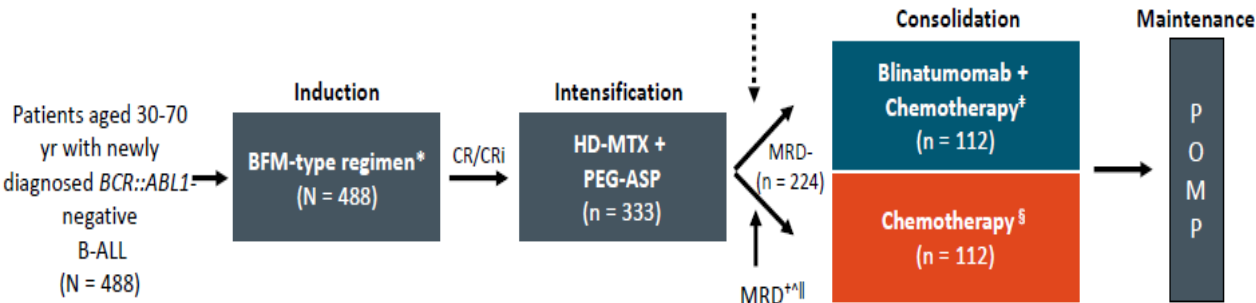 Consolidation
Maintenance
Induction
Intensification
Patients aged 30-70
yr with newly
diagnosed BCR::ABL1-
negative
B-ALL
(N = 488)
BFM-type regimen*
(N = 488)
CR/CRi
HD-MTX +
PEG-ASP
(n = 333)
MRD-
(n = 224)
MRD†^‖
Blinatumomab +
Chemotherapy‡
(n = 112)
Chemotherapy §
(n = 112)
P
O
M
P